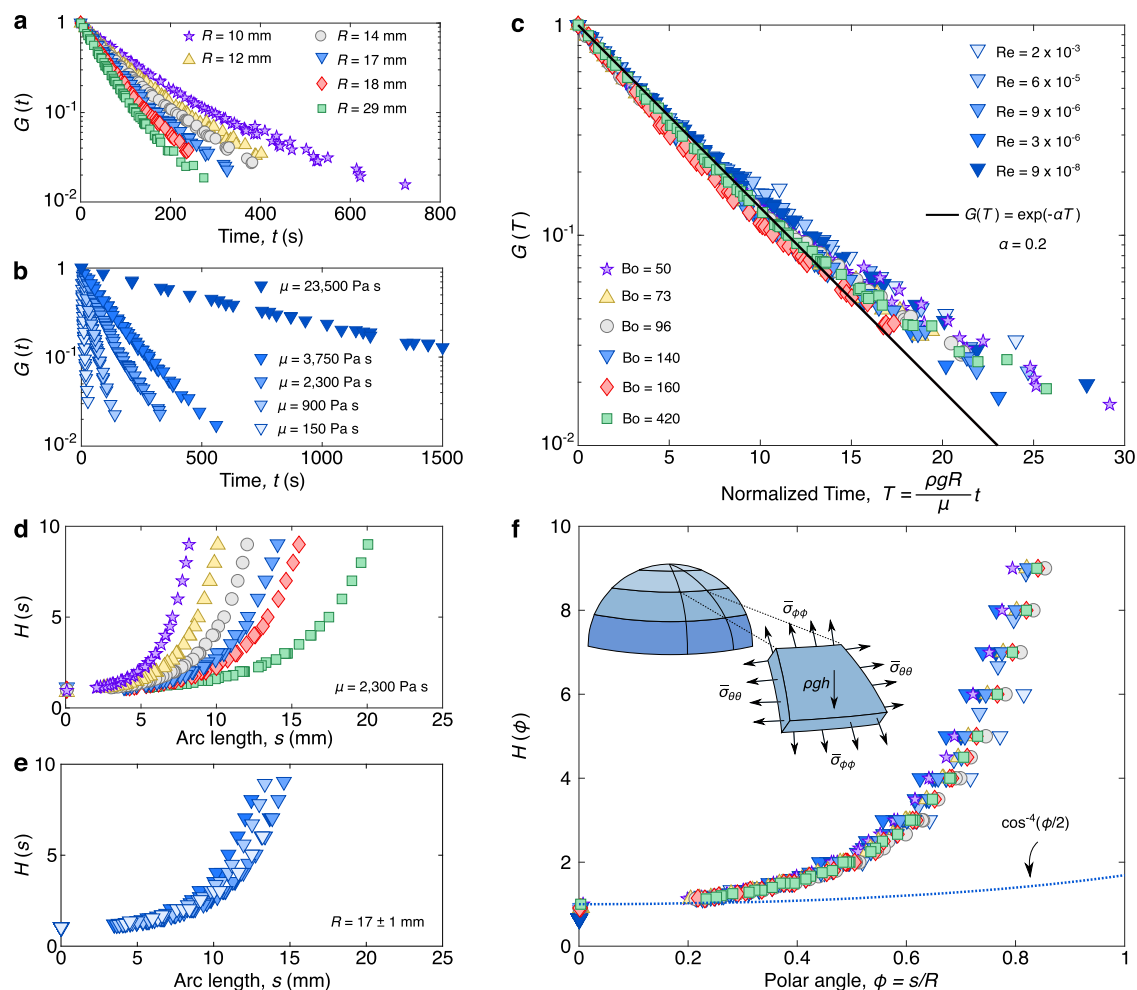 a
1
10⁻¹
10⁻²
G (t)
0
200
400
600
800
Time, t (s)
R = 10 mm
R = 12 mm
R = 14 mm
R = 17 mm
R = 18 mm
R = 29 mm
b
1
10⁻¹
10⁻²
G (t)
0
500
1000
1500
Time, t (s)
μ = 23,500 Pa s
μ = 3,750 Pa s
μ = 2,300 Pa s
μ = 900 Pa s
μ = 150 Pa s
c
1
10⁻¹
10⁻²
G (T)
0
5
10
15
20
25
30
Normalized Time, T = ρgR/μ t
Re = 2 x 10⁻³
Re = 6 x 10⁻⁵
Re = 9 x 10⁻⁶
Re = 3 x 10⁻⁶
Re = 9 x 10⁻⁸
G(T) = exp(-αT)
α = 0.2
Bo = 50
Bo = 73
Bo = 96
Bo = 140
Bo = 160
Bo = 420
d
10
5
0
H (s)
0
5
10
15
20
25
Arc length, s (mm)
μ = 2,300 Pa s
e
10
5
0
H (s)
0
5
10
15
20
25
Arc length, s (mm)
R = 17 ± 1 mm
f
10
8
6
4
2
0
H (ϕ)
0
0.2
0.4
0.6
0.8
1
Polar angle, ϕ = s/R
σ̅ϕϕ
σ̅θθ
ρgh
σ̅θθ
σ̅ϕϕ
cos⁻⁴(ϕ/2)